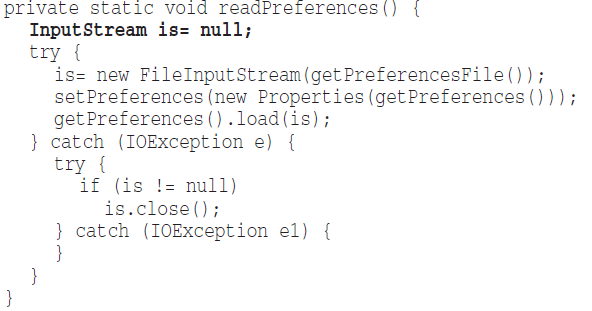 private static void readPreferences() {
InputStream is= null;
try {
is= new FileInputStream(getPreferencesFile());
setPreferences(new Properties(getPreferences()));
getPreferences().load(is);
} catch (IOException e) {
try {
if (is != null)
is.close();
} catch (IOException e1) {
}
}
}